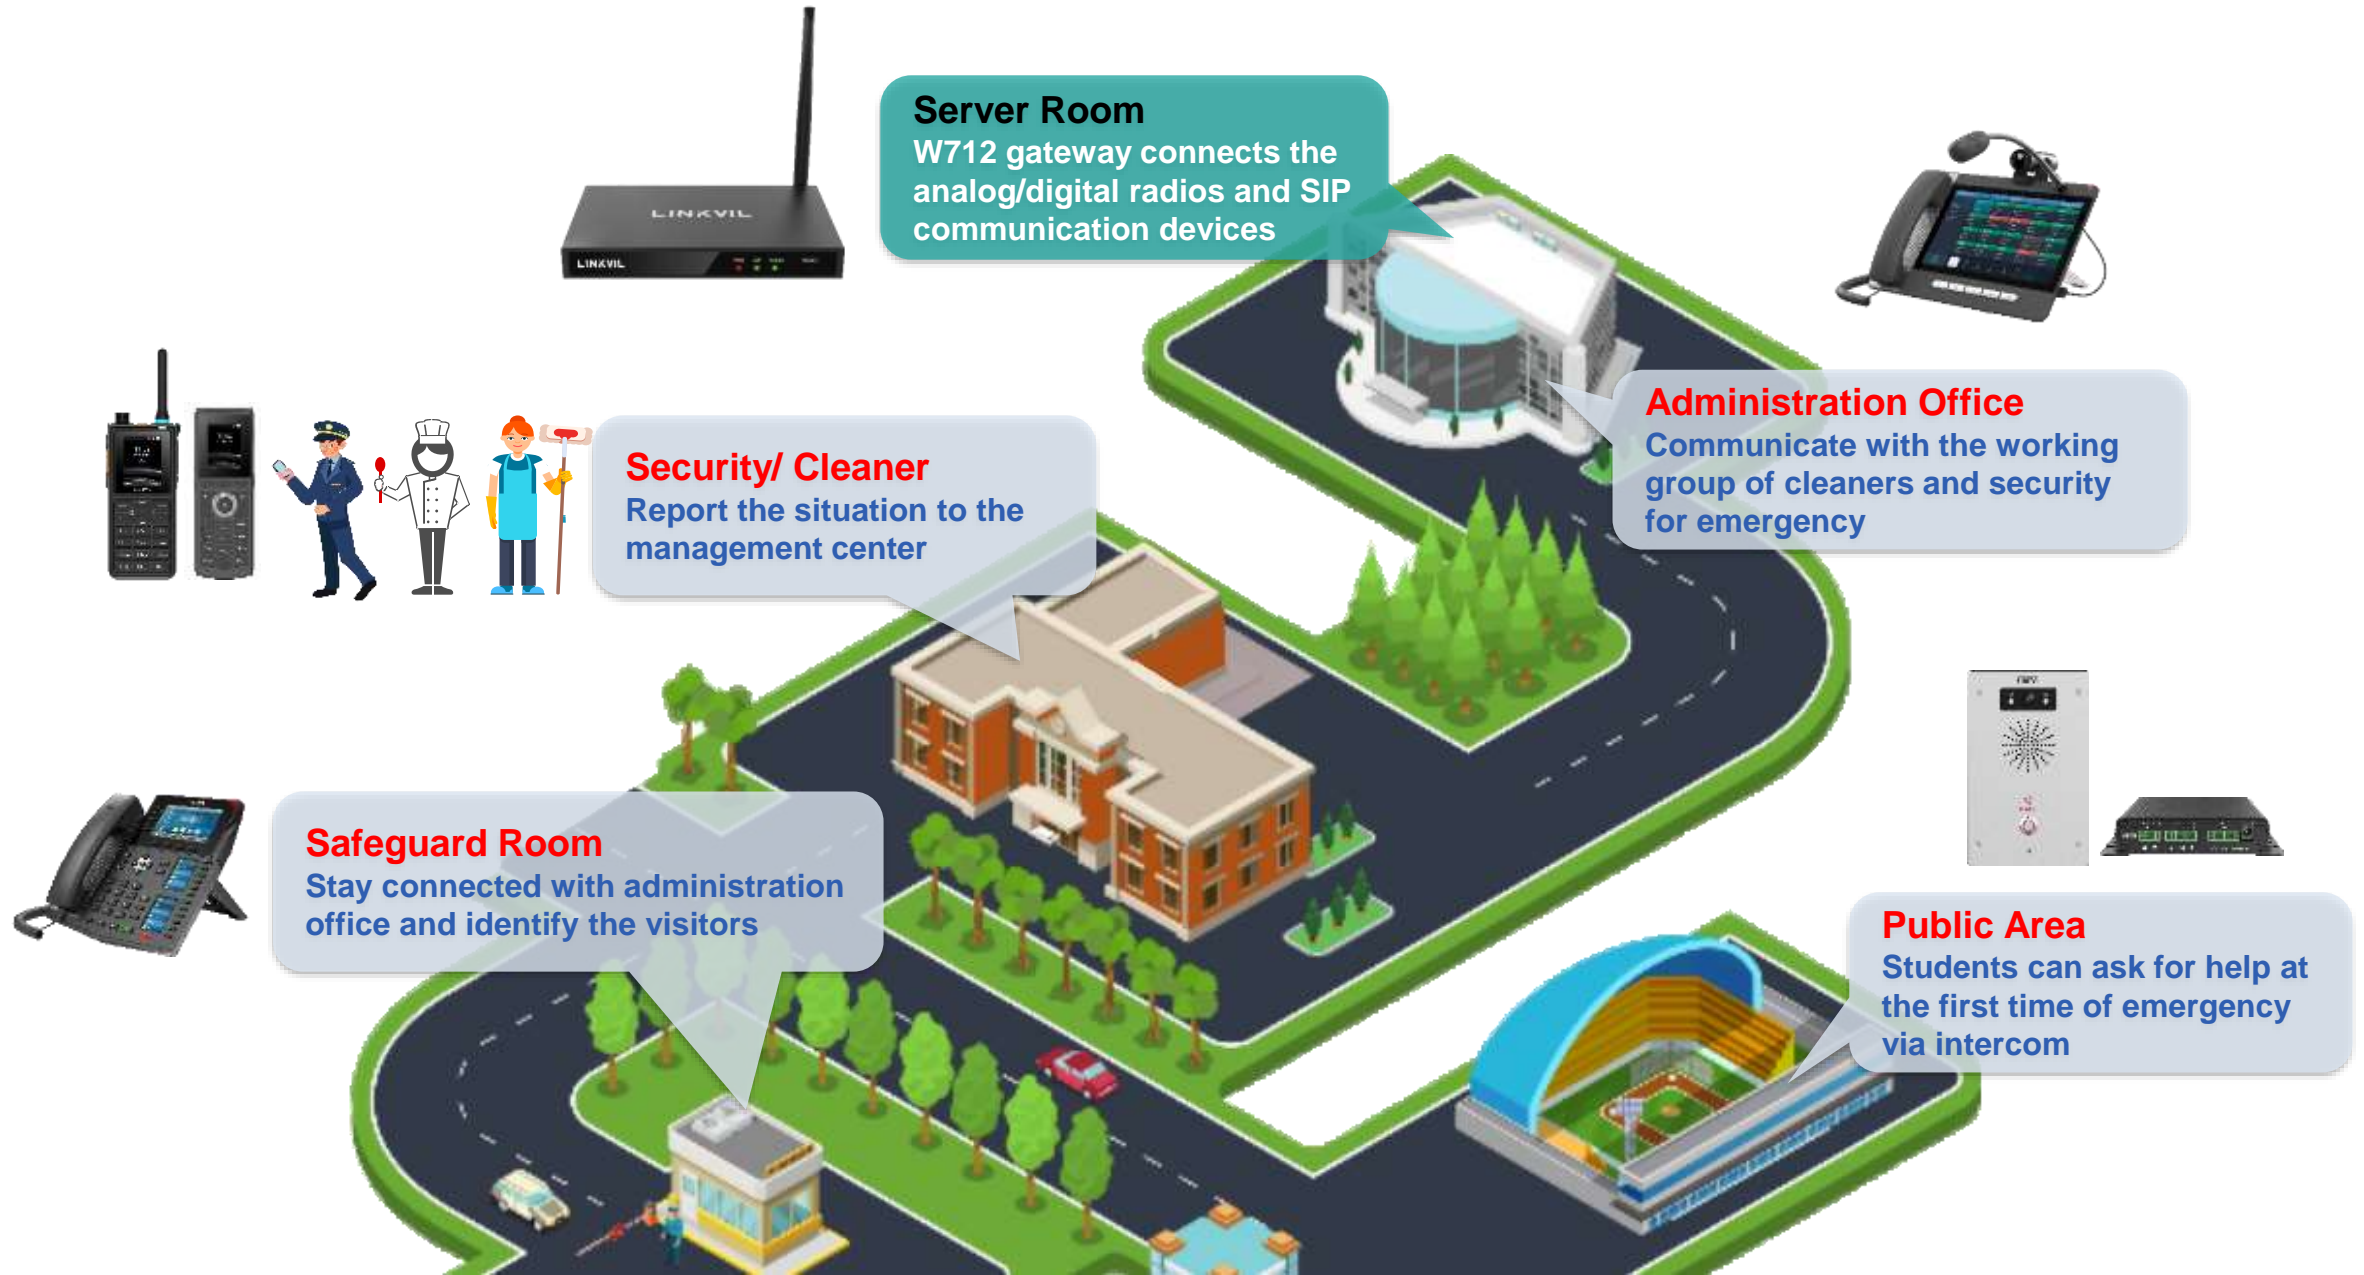 LINKVIL
LINKVIL
Server Room
W712 gateway connects the
analog/digital radios and SIP
communication devices
Administration Office
Communicate with the working
group of cleaners and security
for emergency
Security/ Cleaner
Report the situation to the
management center
Safeguard Room
Stay connected with administration
office and identify the visitors
Public Area
Students can ask for help at
the first time of emergency
via intercom